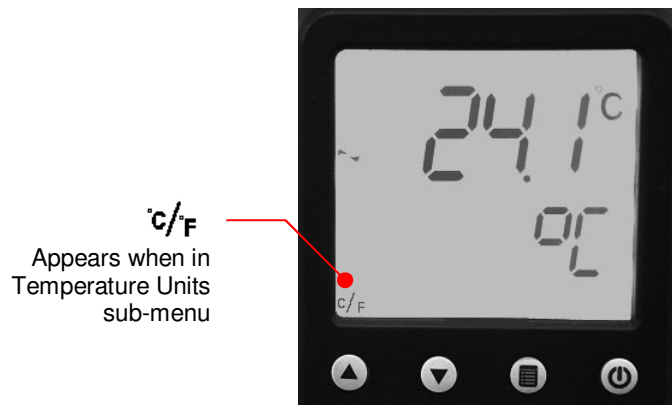 24.1 °C
°C/°F
Appears when in
Temperature Units
sub-menu
°C
c/F